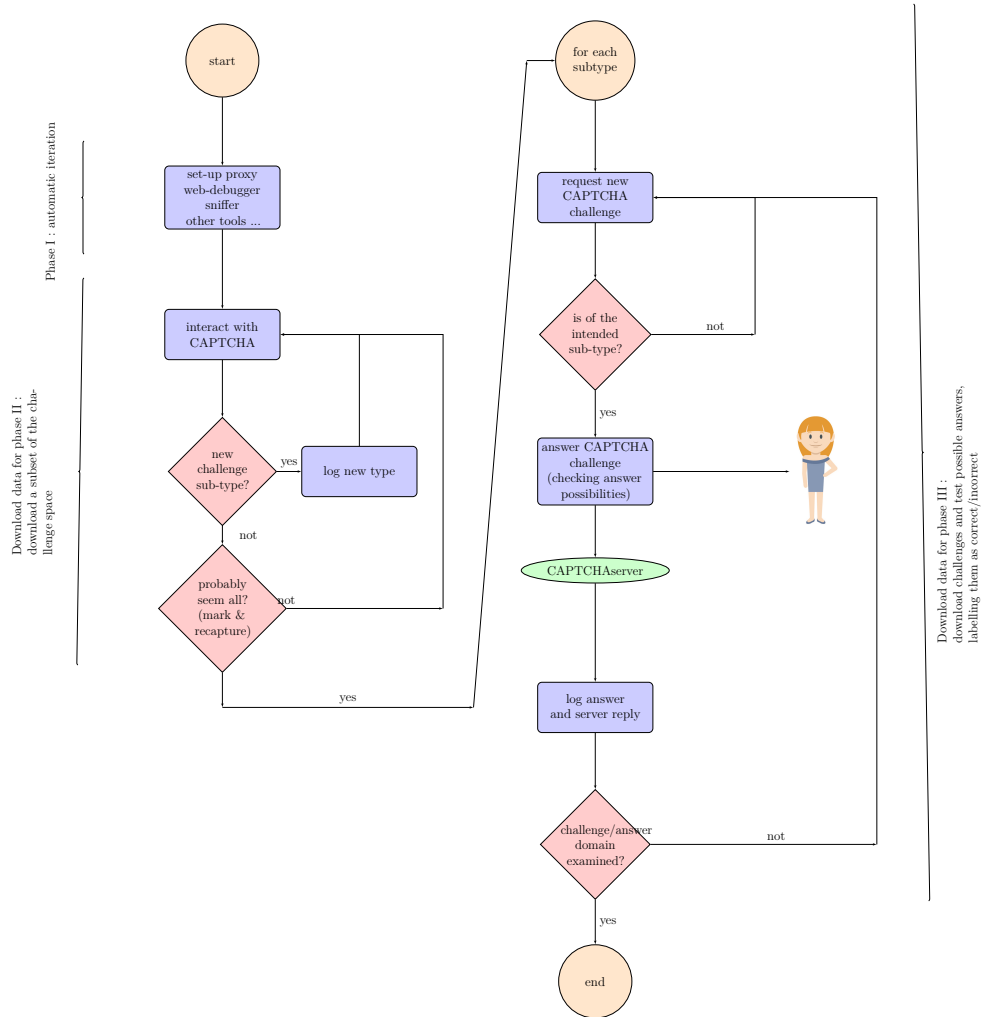 start
Phase I : automatic iteration
set-up proxy
web-debugger
sniffer
other tools ...
Download data for phase II :
download a subset of the cha-
llenge space
interact with
CAPTCHA
new
challenge
sub-type?
yes
log new type
not
probably
seem all?
(mark &
recapture)
not
yes
for each
subtype
request new
CAPTCHA
challenge
is of the
intended
sub-type?
not
yes
answer CAPTCHA
challenge
(checking answer
possibilities)
CAPTCHAserver
log answer
and server reply
challenge/answer
domain
examined?
not
yes
end
Download data for phase III :
download challenges and test possible answers,
labelling them as correct/incorrect